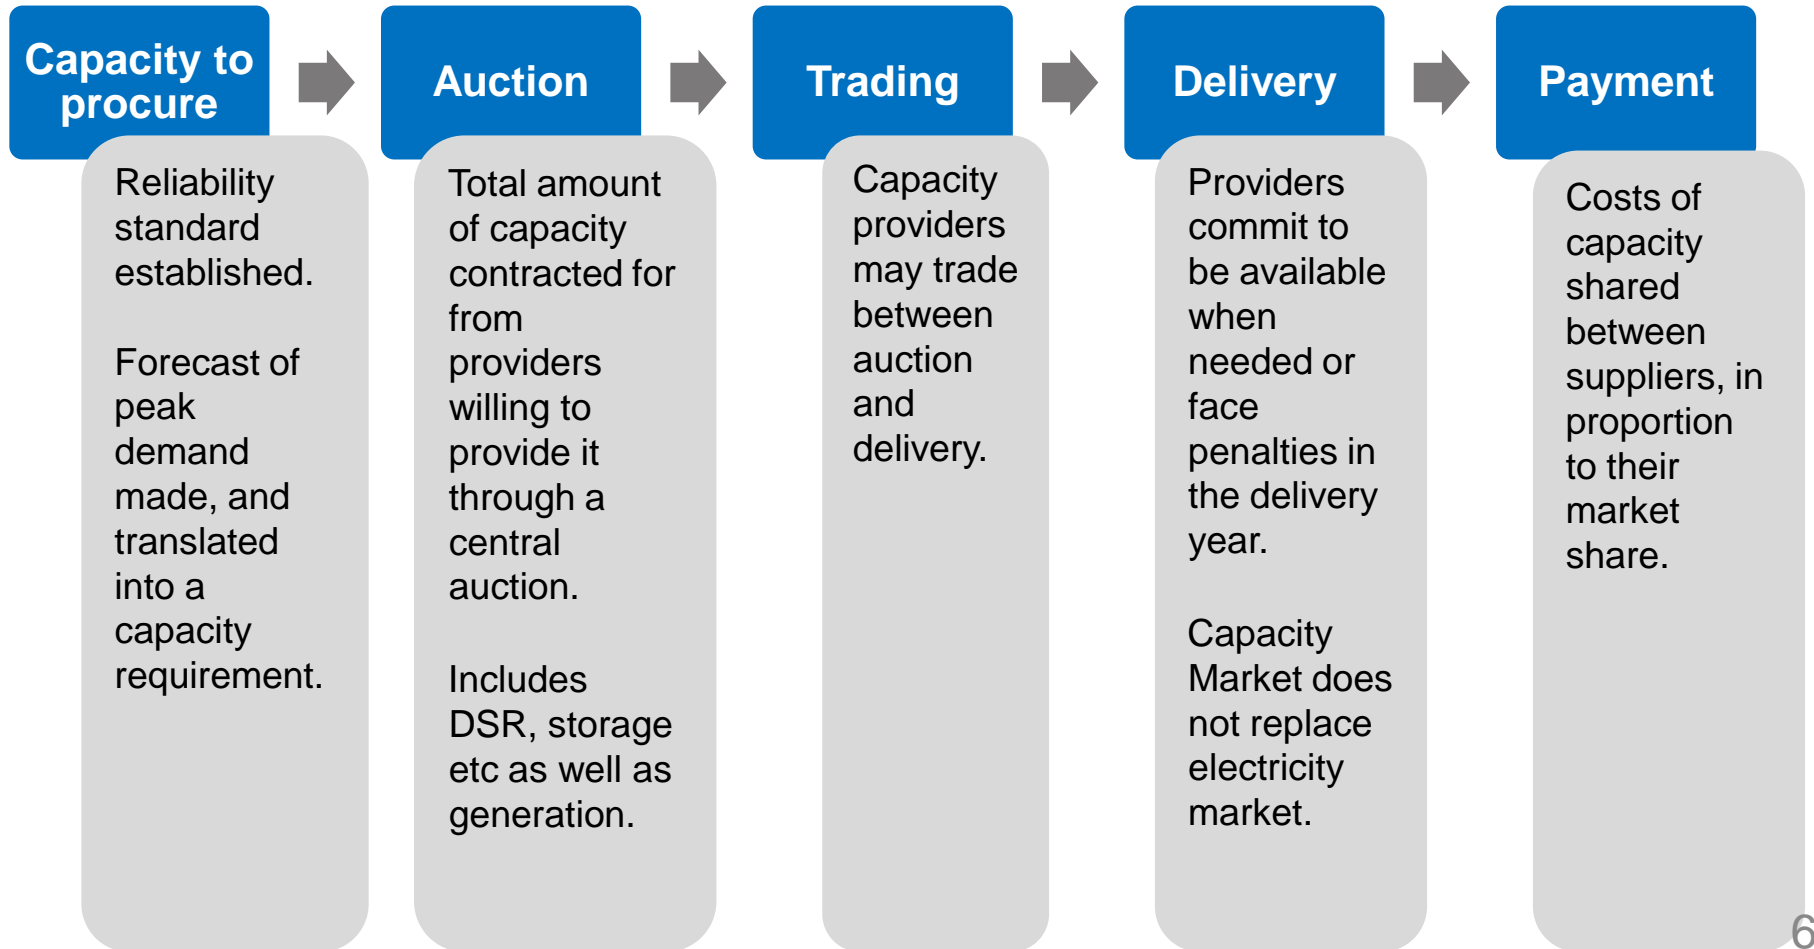 Capacity to
procure
Reliability
standard
established.
Forecast of
peak
demand
made, and
translated
into a
capacity
requirement.
Auction
Total amount
of capacity
contracted for
from
providers
willing to
provide it
through a
central
auction.
Includes
DSR, storage
etc as well as
generation.
Trading
Capacity
providers
may trade
between
auction
and
delivery.
Delivery
Providers
commit to
be available
when
needed or
face
penalties in
the delivery
year.
Capacity
Market does
not replace
electricity
market.
Payment
Costs of
capacity
shared
between
suppliers, in
proportion
to their
market
share.
6